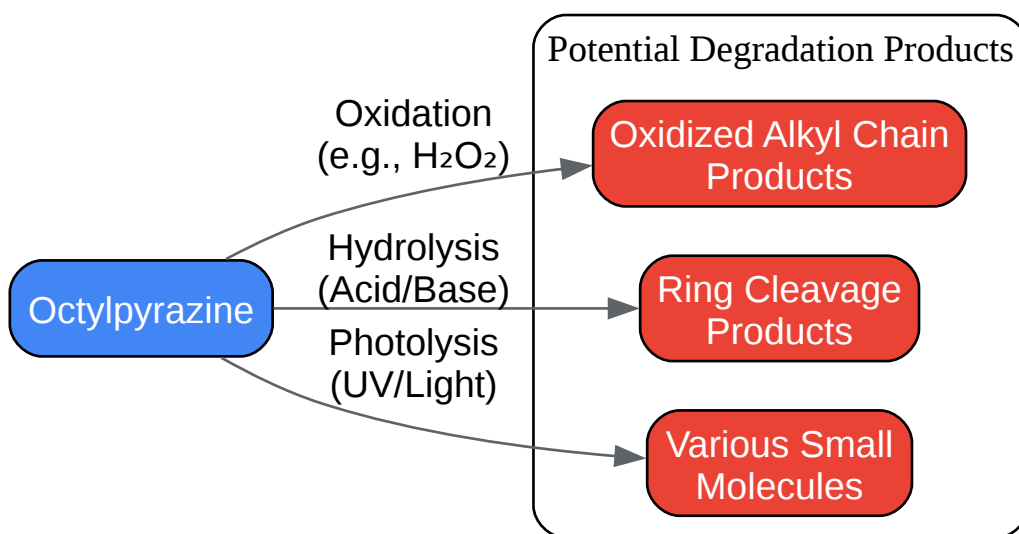 Potential Degradation Products
Oxidation
(e.g., H₂O₂)
Oxidized Alkyl Chain
Products
Octylpyrazine
Hydrolysis
(Acid/Base)
Ring Cleavage
Products
Photolysis
(UV/Light)
Various Small
Molecules